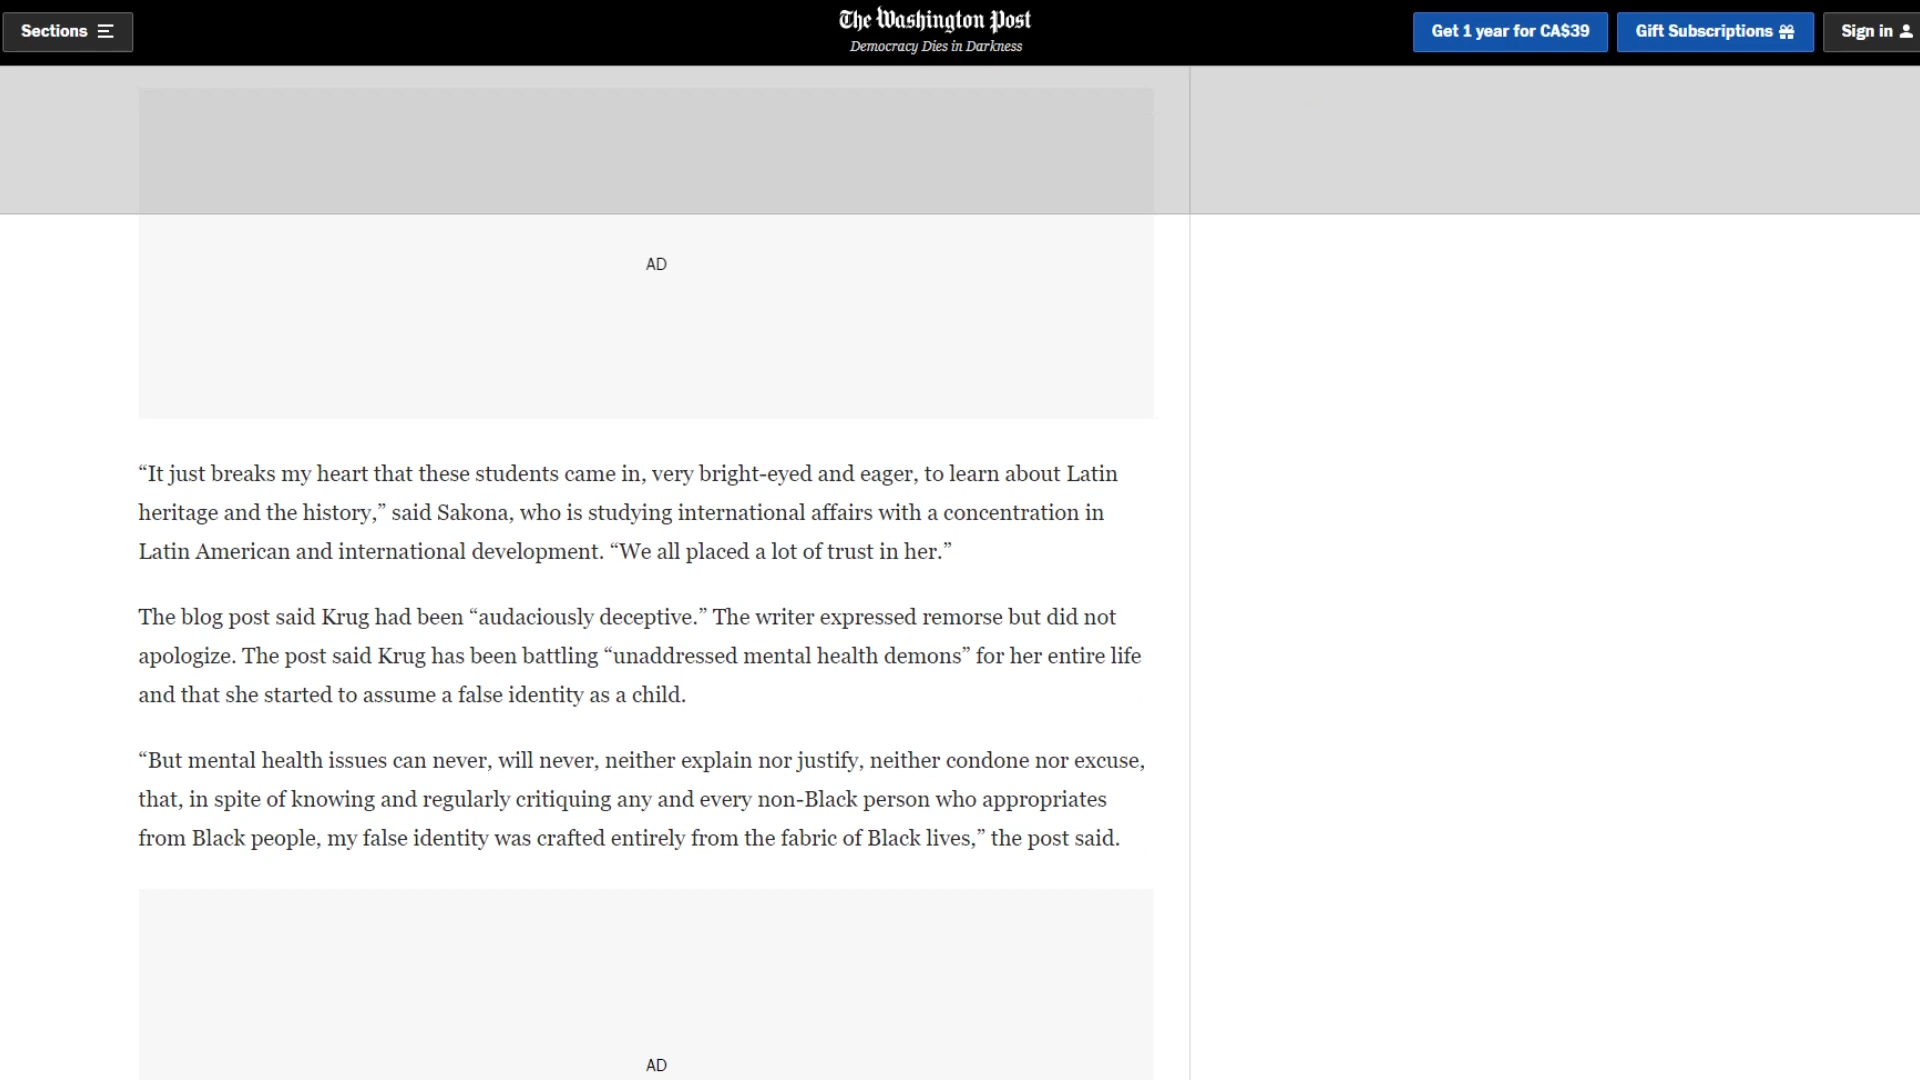 Sections
The Washington Post
Democracy Dies in Darkness
Get 1 year for CA$39
Gift Subscriptions
Sign in
AD
“It just breaks my heart that these students came in, very bright-eyed and eager, to learn about Latin
heritage and the history,” said Sakona, who is studying international affairs with a concentration in
Latin American and international development. “We all placed a lot of trust in her.”
The blog post said Krug had been “audaciously deceptive.” The writer expressed remorse but did not
apologize. The post said Krug has been battling “unaddressed mental health demons” for her entire life
and that she started to assume a false identity as a child.
“But mental health issues can never, will never, neither explain nor justify, neither condone nor excuse,
that, in spite of knowing and regularly critiquing any and every non-Black person who appropriates
from Black people, my false identity was crafted entirely from the fabric of Black lives,” the post said.
AD